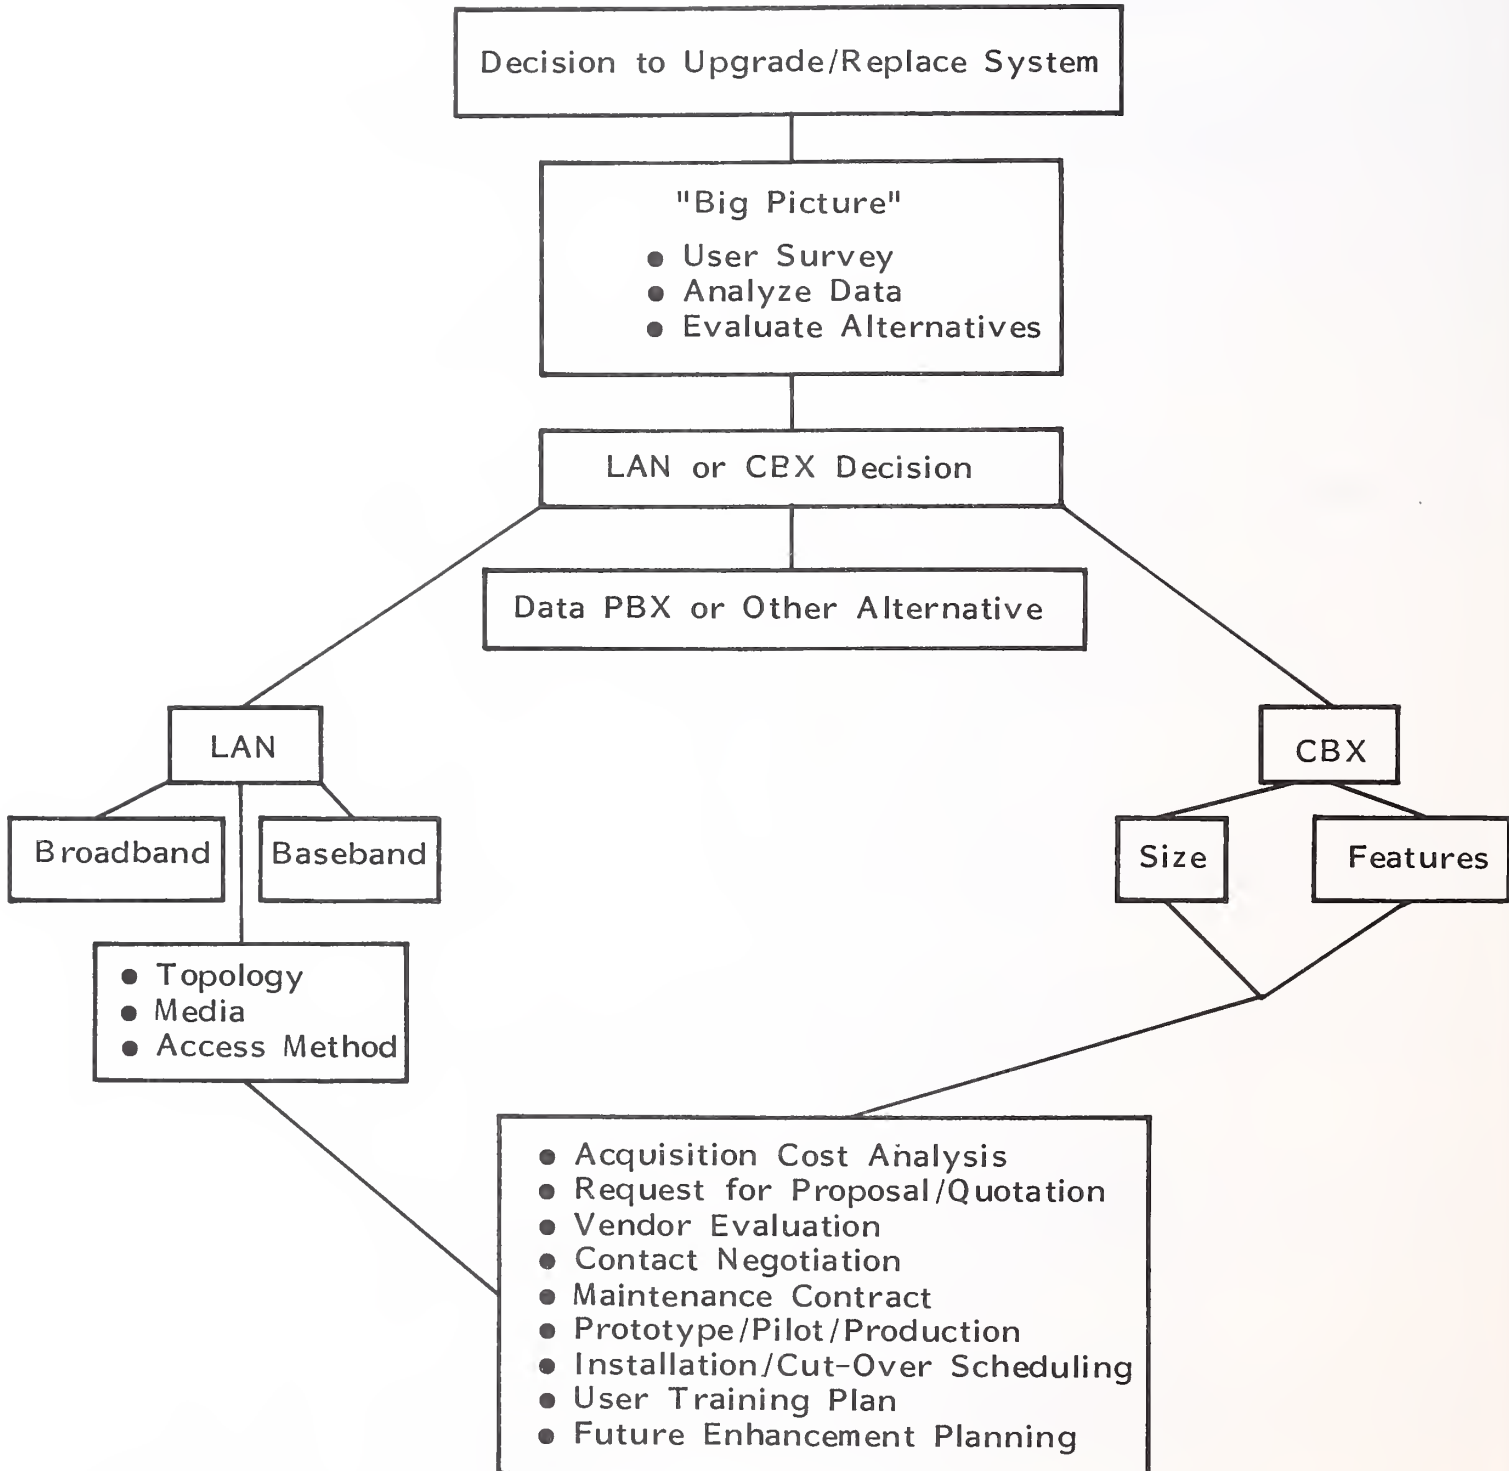 Decision to Upgrade/Replace System
"Big Picture"
• User Survey
• Analyze Data
• Evaluate Alternatives
LAN or CBX Decision
Data PBX or Other Alternative
LAN
CBX
Broadband
Baseband
Size
Features
• Topology
• Media
• Access Method
• Acquisition Cost Analysis
• Request for Proposal/Quotation
• Vendor Evaluation
• Contact Negotiation
• Maintenance Contract
• Prototype/Pilot/Production
• Installation/Cut-Over Scheduling
• User Training Plan
• Future Enhancement Planning